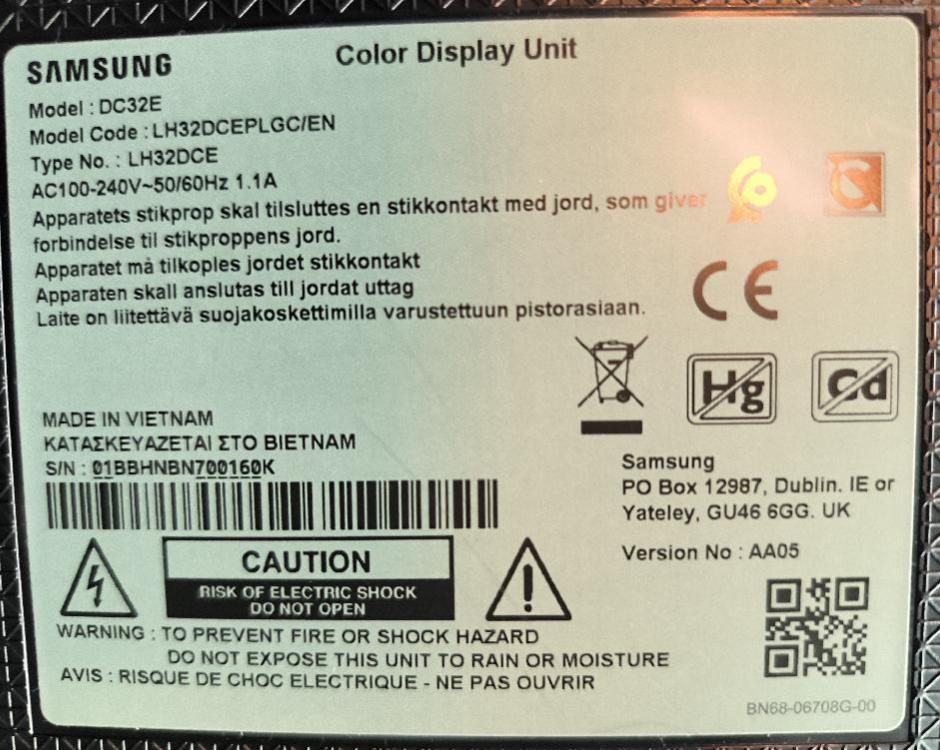 SAMSUNG
Color Display Unit
Model : DC32E
Model Code : LH32DCEPLGC/EN
Type No. : LH32DCE
AC100-240V~50/60Hz 1.1A
Apparatets stikprop skal tilsluttes en stikkontakt med jord, som giver
forbindelse til stikproppens jord.
Apparatet må tilkoples jordet stikkontakt
Apparaten skall anslutas till jordat uttag
Laite on liitettävä suojakoskettimilla varustettuun pistorasiaan.
CE
Hg
Cd
MADE IN VIETNAM
ΚΑΤΑΣΚΕΥΑΖΕΤΑΙ ΣΤΟ ΒΙΕΤΝΑΜ
S/N : 01BBHNBN700160K
Samsung
PO Box 12987, Dublin. IE or
Yateley, GU46 6GG. UK
Version No : AA05
CAUTION
RISK OF ELECTRIC SHOCK
DO NOT OPEN
WARNING : TO PREVENT FIRE OR SHOCK HAZARD
DO NOT EXPOSE THIS UNIT TO RAIN OR MOISTURE
AVIS : RISQUE DE CHOC ELECTRIQUE - NE PAS OUVRIR
BN68-06708G-00